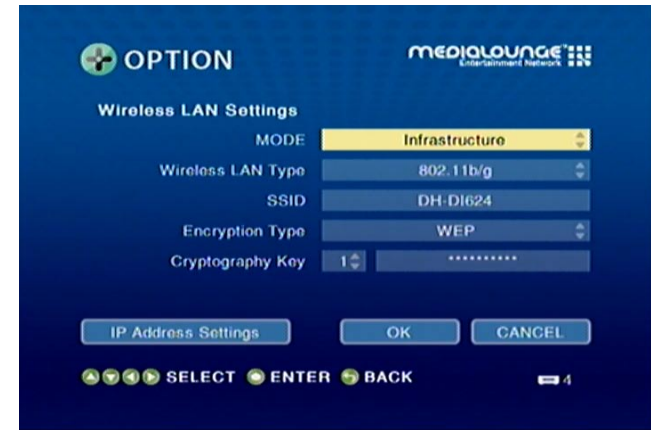 OPTION
MEDIALOUNGE™
Entertainment Network
Wireless LAN Settings
MODE Infrastructure
Wireless LAN Type 802.11b/g
SSID DH-DI624
Encryption Type WEP
Cryptography Key 1 **********
IP Address Settings OK CANCEL
SELECT ENTER BACK 4